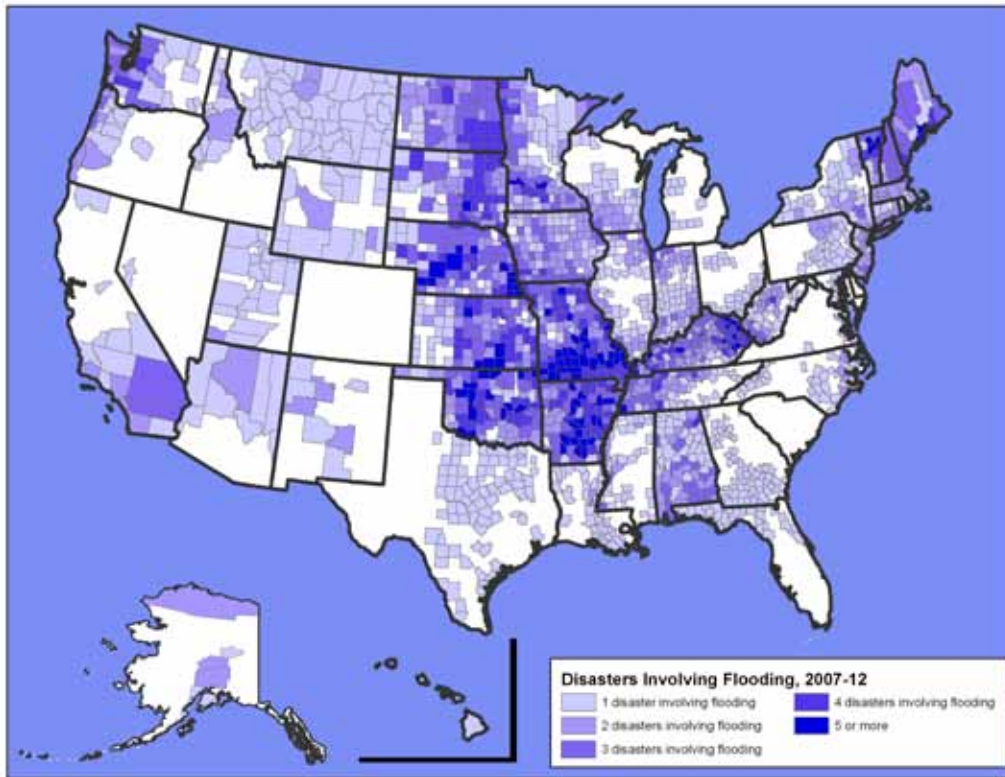 Disasters Involving Flooding, 2007-12
1 disaster involving flooding
2 disasters involving flooding
3 disasters involving flooding
4 disasters involving flooding
5 or more